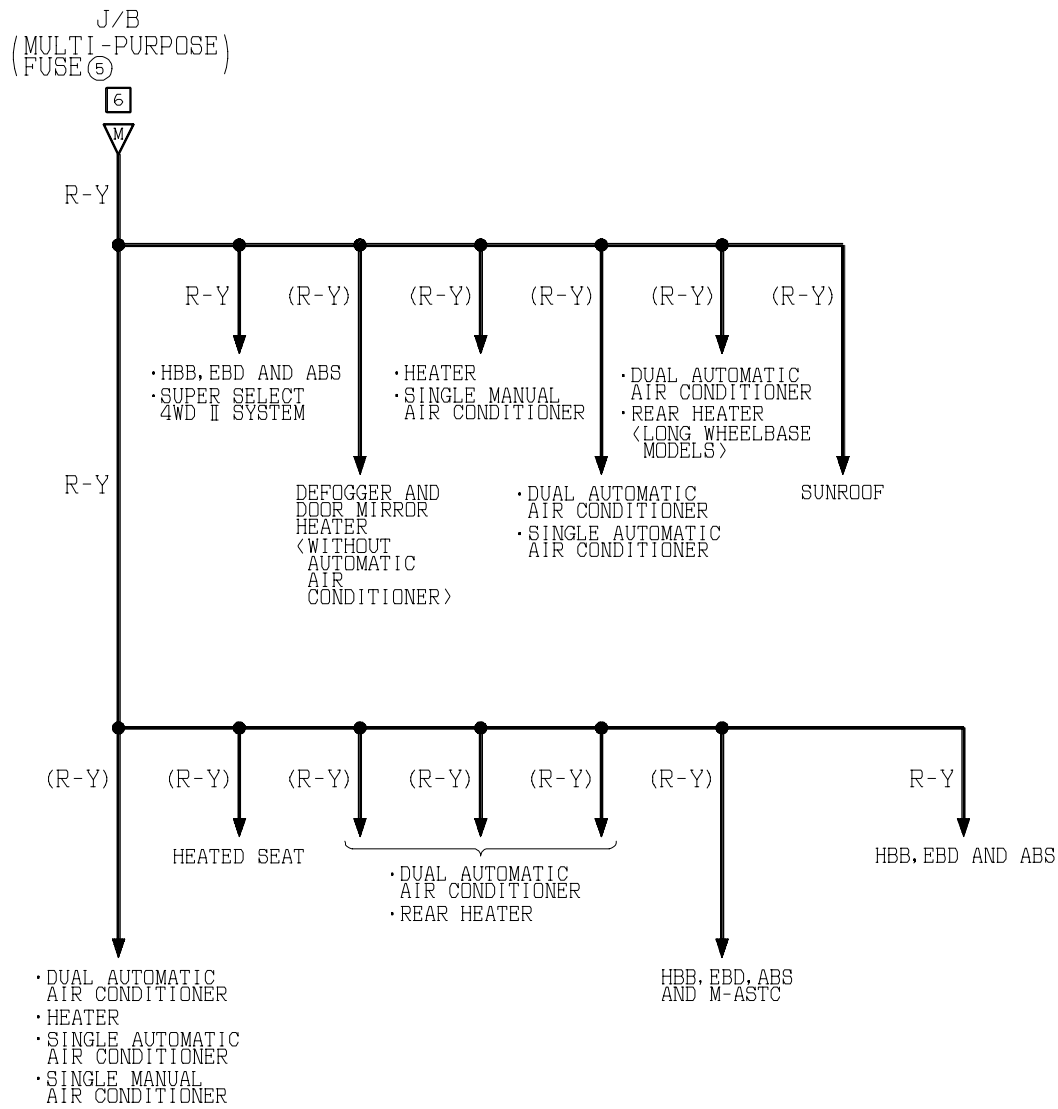 J/B
(MULTI-PURPOSE
FUSE⑤)
6
M
R-Y
R-Y
(R-Y)
(R-Y)
(R-Y)
(R-Y)
(R-Y)
·HBB,EBD AND ABS
·SUPER SELECT
4WD Ⅱ SYSTEM
·HEATER
·SINGLE MANUAL
AIR CONDITIONER
·DUAL AUTOMATIC
AIR CONDITIONER
·REAR HEATER
<LONG WHEELBASE
MODELS>
R-Y
DEFOGGER AND
DOOR MIRROR
HEATER
<WITHOUT
AUTOMATIC
AIR
CONDITIONER>
·DUAL AUTOMATIC
AIR CONDITIONER
·SINGLE AUTOMATIC
AIR CONDITIONER
SUNROOF
(R-Y)
(R-Y)
(R-Y)
(R-Y)
(R-Y)
(R-Y)
R-Y
HEATED SEAT
·DUAL AUTOMATIC
AIR CONDITIONER
·REAR HEATER
HBB,EBD AND ABS
·DUAL AUTOMATIC
AIR CONDITIONER
·HEATER
·SINGLE AUTOMATIC
AIR CONDITIONER
·SINGLE MANUAL
AIR CONDITIONER
HBB,EBD,ABS
AND M-ASTC